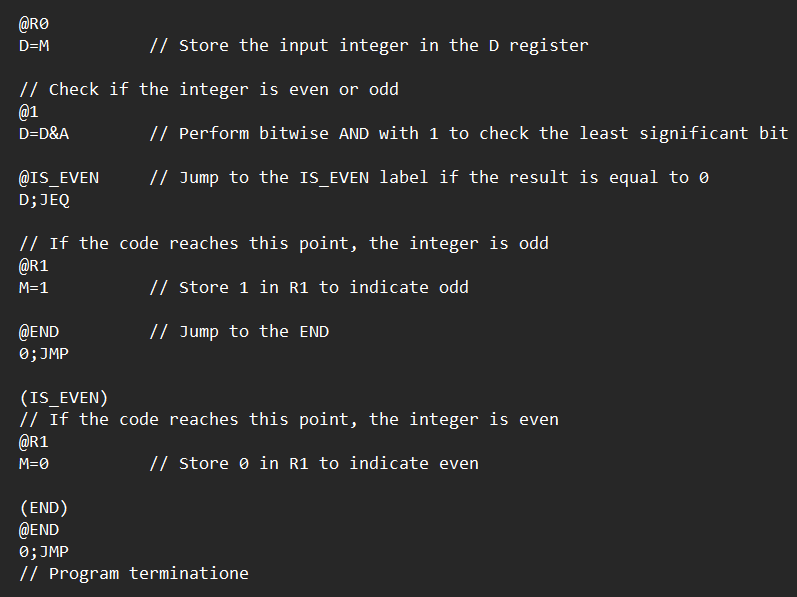 @R0
D=M // Store the input integer in the D register
// Check if the integer is even or odd
@1
D=D&A // Perform bitwise AND with 1 to check the least significant bit
@IS_EVEN // Jump to the IS_EVEN label if the result is equal to 0
D;JEQ
// If the code reaches this point, the integer is odd
@R1
M=1 // Store 1 in R1 to indicate odd
@END // Jump to the END
0;JMP
(IS_EVEN)
// If the code reaches this point, the integer is even
@R1
M=0 // Store 0 in R1 to indicate even
(END)
@END
0;JMP
// Program terminatione